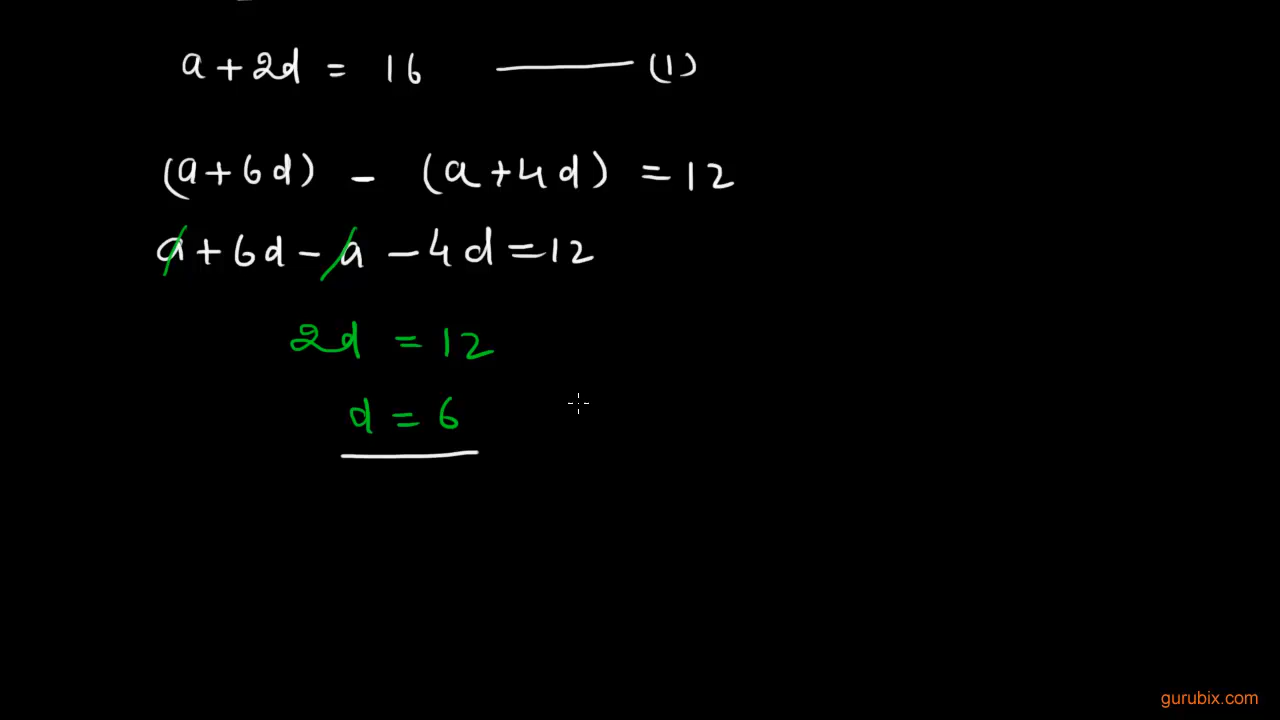 a + 2d = 16 ——— (1)
(a + 6d) - (a + 4d) = 12
a + 6d - a - 4d = 12
2d = 12
d = 6
gurubix.com